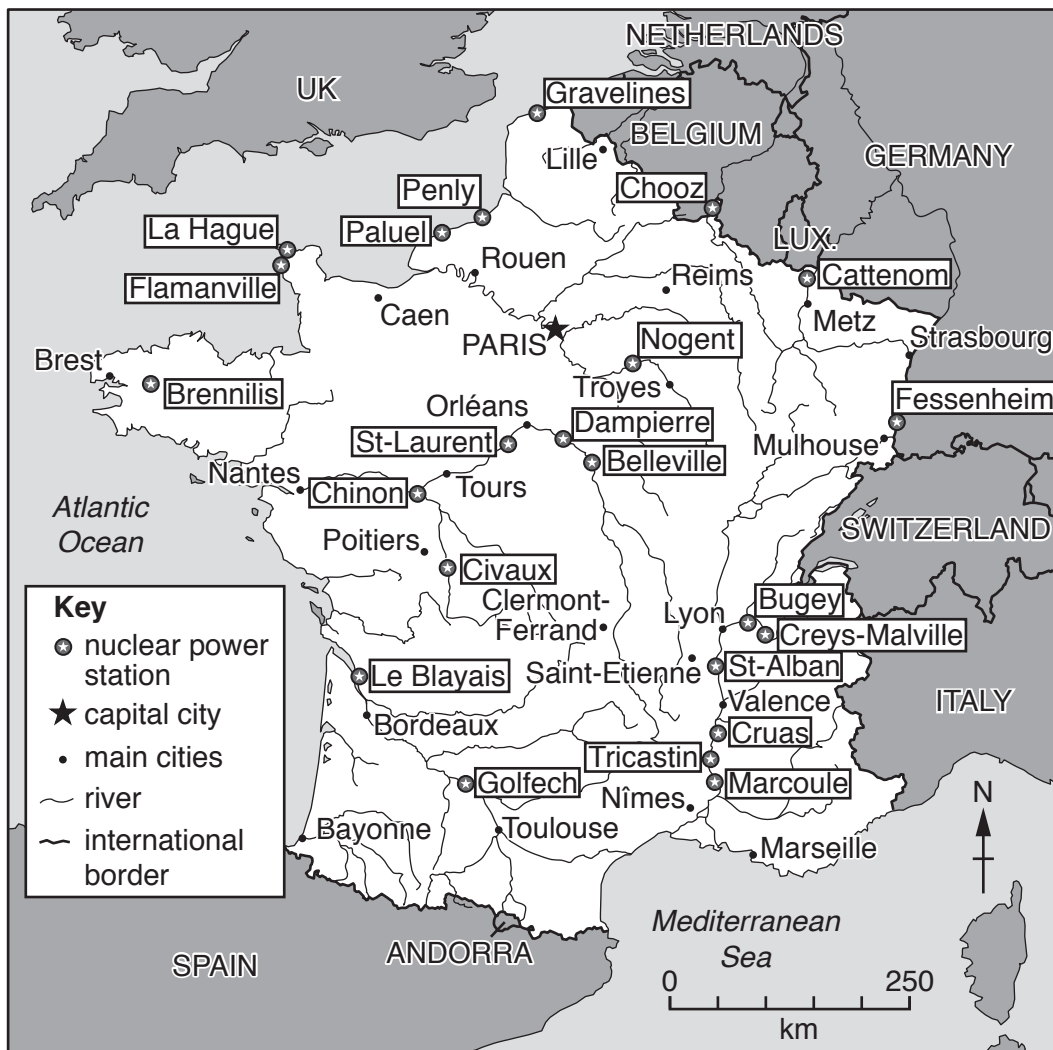 NETHERLANDS
UK
Gravelines
BELGIUM
Lille
GERMANY
Chooz
Penly
La Hague
Paluel
LUX.
Rouen
Reims
Cattenom
Flamanville
Caen
Metz
PARIS
Nogent
Strasbourg
Brest
Brennilis
Troyes
Fessenheim
Orléans
Dampierre
St-Laurent
Mulhouse
Belleville
Nantes
Chinon
Tours
Atlantic
Ocean
SWITZERLAND
Poitiers
Civaux
Clermont-
Ferrand
Lyon
Bugey
Creys-Malville
Saint-Etienne
St-Alban
Le Blayais
Valence
ITALY
Bordeaux
Cruas
Tricastin
Golfech
Marcoule
Nîmes
Bayonne
Toulouse
Marseille
Key
nuclear power
station
capital city
main cities
river
international
border
N
Mediterranean
Sea
ANDORRA
SPAIN
0 250
km